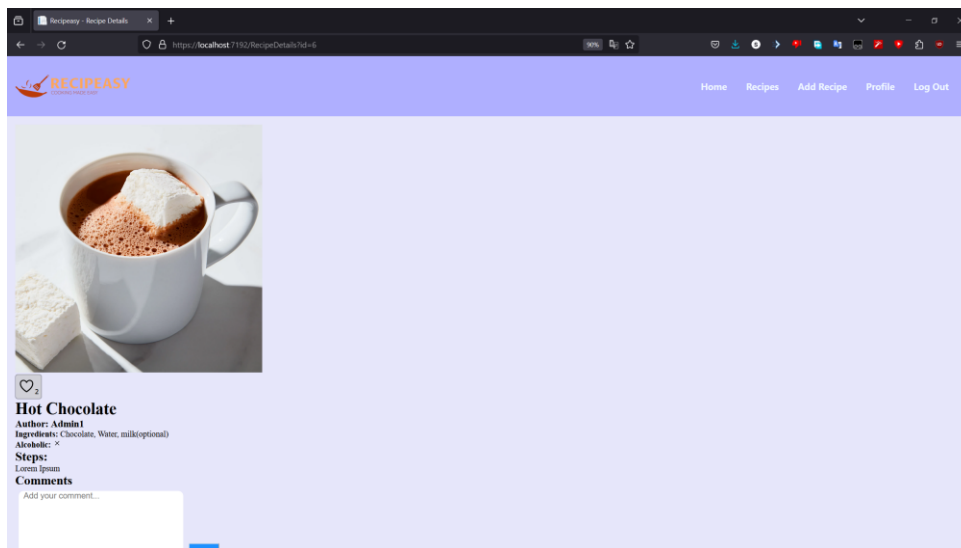 Recipeasy - Recipe Details
https://localhost:7192/RecipeDetails?id=6
90%
RECIPEASY
Home Recipes Add Recipe Profile Log Out
2
Hot Chocolate
Author: Admin1
Ingredients: Chocolate, Water, milk(optional)
Alcoholic: ×
Steps:
Lorem Ipsum
Comments
Add your comment...